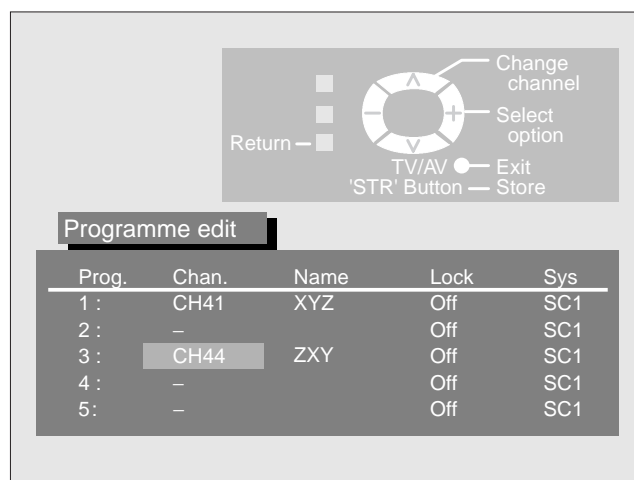 Change
channel
Select
option
Return
TV/AV Exit
'STR' Button Store
Programme edit
Prog. Chan. Name Lock Sys
1 : CH41 XYZ Off SC1
2 : – Off SC1
3 : CH44 ZXY Off SC1
4 : – Off SC1
5: – Off SC1